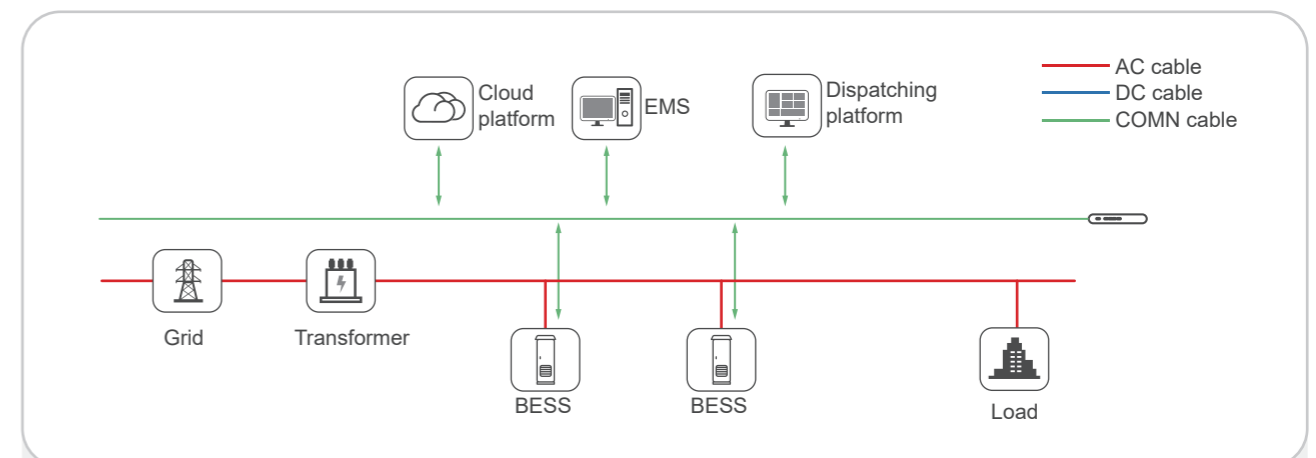 Cloud
platform
EMS
Dispatching
platform
AC cable
DC cable
COMN cable
Grid
Transformer
BESS
BESS
Load